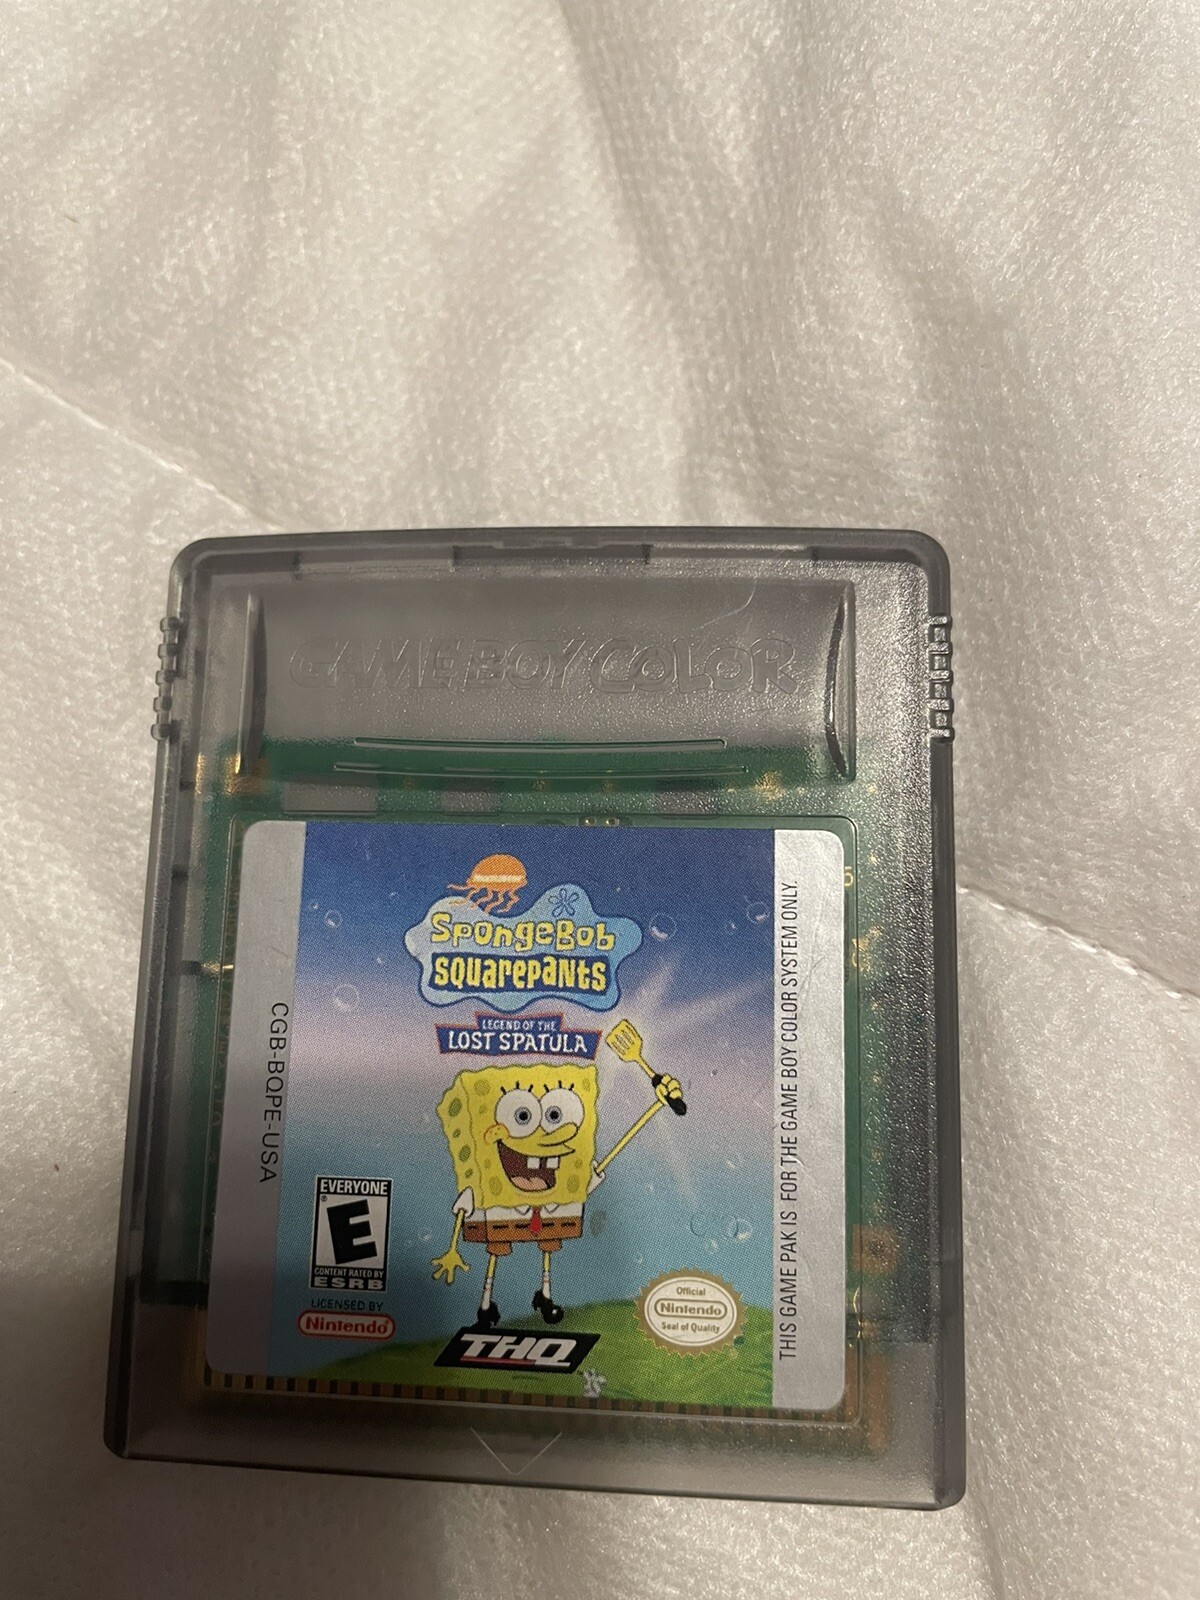 GAME BOY COLOR
NICKELODEON
SpongeBob
SQUAREPANTS
LEGEND OF THE
LOST SPATULA
CGB-BQPE-USA
EVERYONE
E
®
CONTENT RATED BY
ESRB
LICENSED BY
Nintendo
THQ
Official
Nintendo
Seal of Quality
THIS GAME PAK IS FOR THE GAME BOY COLOR SYSTEM ONLY.